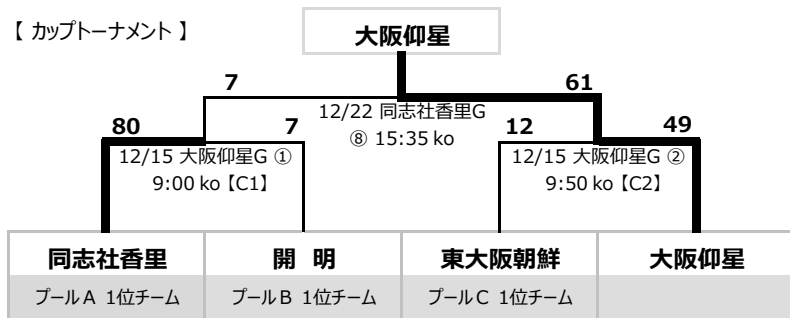 【 カップトーナメント 】
大阪仰星
7 61
12/22 同志社香里G
⑧ 15:35 ko
80 7 12 49
12/15 大阪仰星G ① 12/15 大阪仰星G ②
9:00 ko【C1】 9:50 ko【C2】
同志社香里 開 明 東大阪朝鮮 大阪仰星
プールA 1位チーム プールB 1位チーム プールC 1位チーム